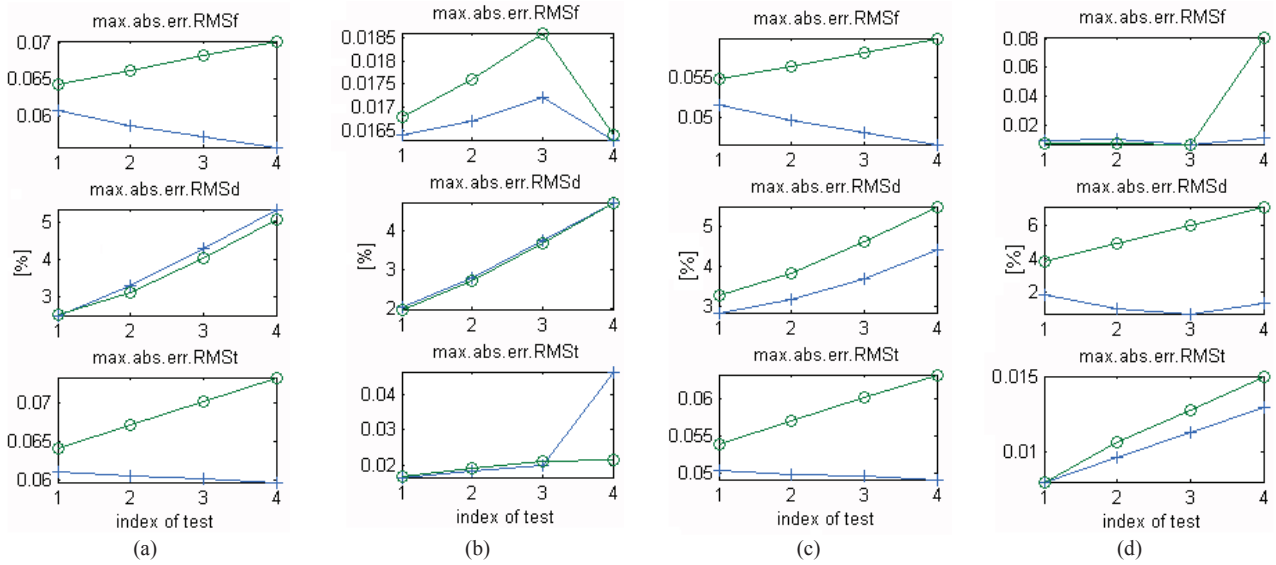 max.abs.err.RMSf
0.07
0.065
0.06
1 2 3 4
max.abs.err.RMSd
5
4
3
[%]
1 2 3 4
max.abs.err.RMSt
0.07
0.065
0.06
1 2 3 4
index of test
(a)
max.abs.err.RMSf
0.0185
0.018
0.0175
0.017
0.0165
1 2 3 4
max.abs.err.RMSd
4
3
2
[%]
1 2 3 4
max.abs.err.RMSt
0.04
0.03
0.02
1 2 3 4
index of test
(b)
max.abs.err.RMSf
0.055
0.05
1 2 3 4
max.abs.err.RMSd
5
4
3
[%]
1 2 3 4
max.abs.err.RMSt
0.06
0.055
0.05
1 2 3 4
index of test
(c)
max.abs.err.RMSf
0.08
0.06
0.04
0.02
1 2 3 4
max.abs.err.RMSd
6
4
2
[%]
1 2 3 4
max.abs.err.RMSt
0.015
0.01
1 2 3 4
index of test
(d)